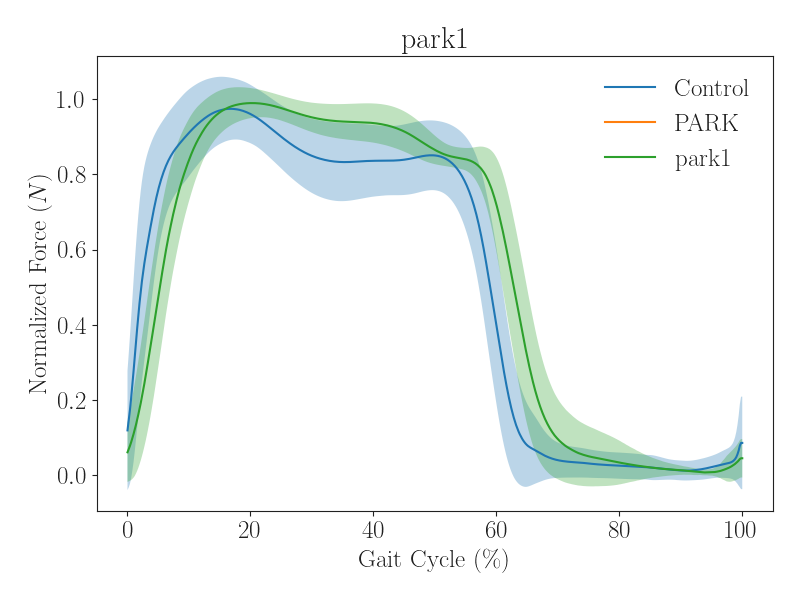 park1
Control
PARK
park1
Normalized Force (N)
1.0
0.8
0.6
0.4
0.2
0.0
0 20 40 60 80 100
Gait Cycle (%)